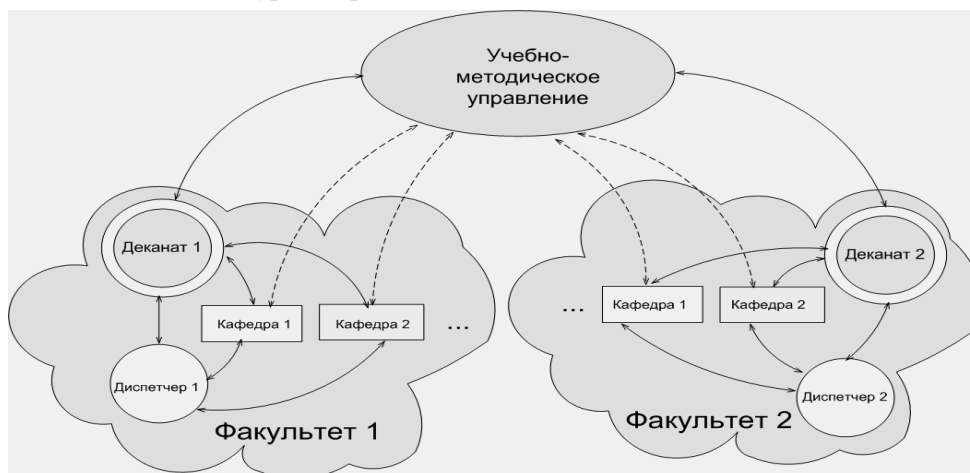 Учебно-
методическое
управление
Деканат 1
Деканат 2
Кафедра 1
Кафедра 2
...
...
Кафедра 1
Кафедра 2
Диспетчер 1
Диспетчер 2
Факультет 1
Факультет 2